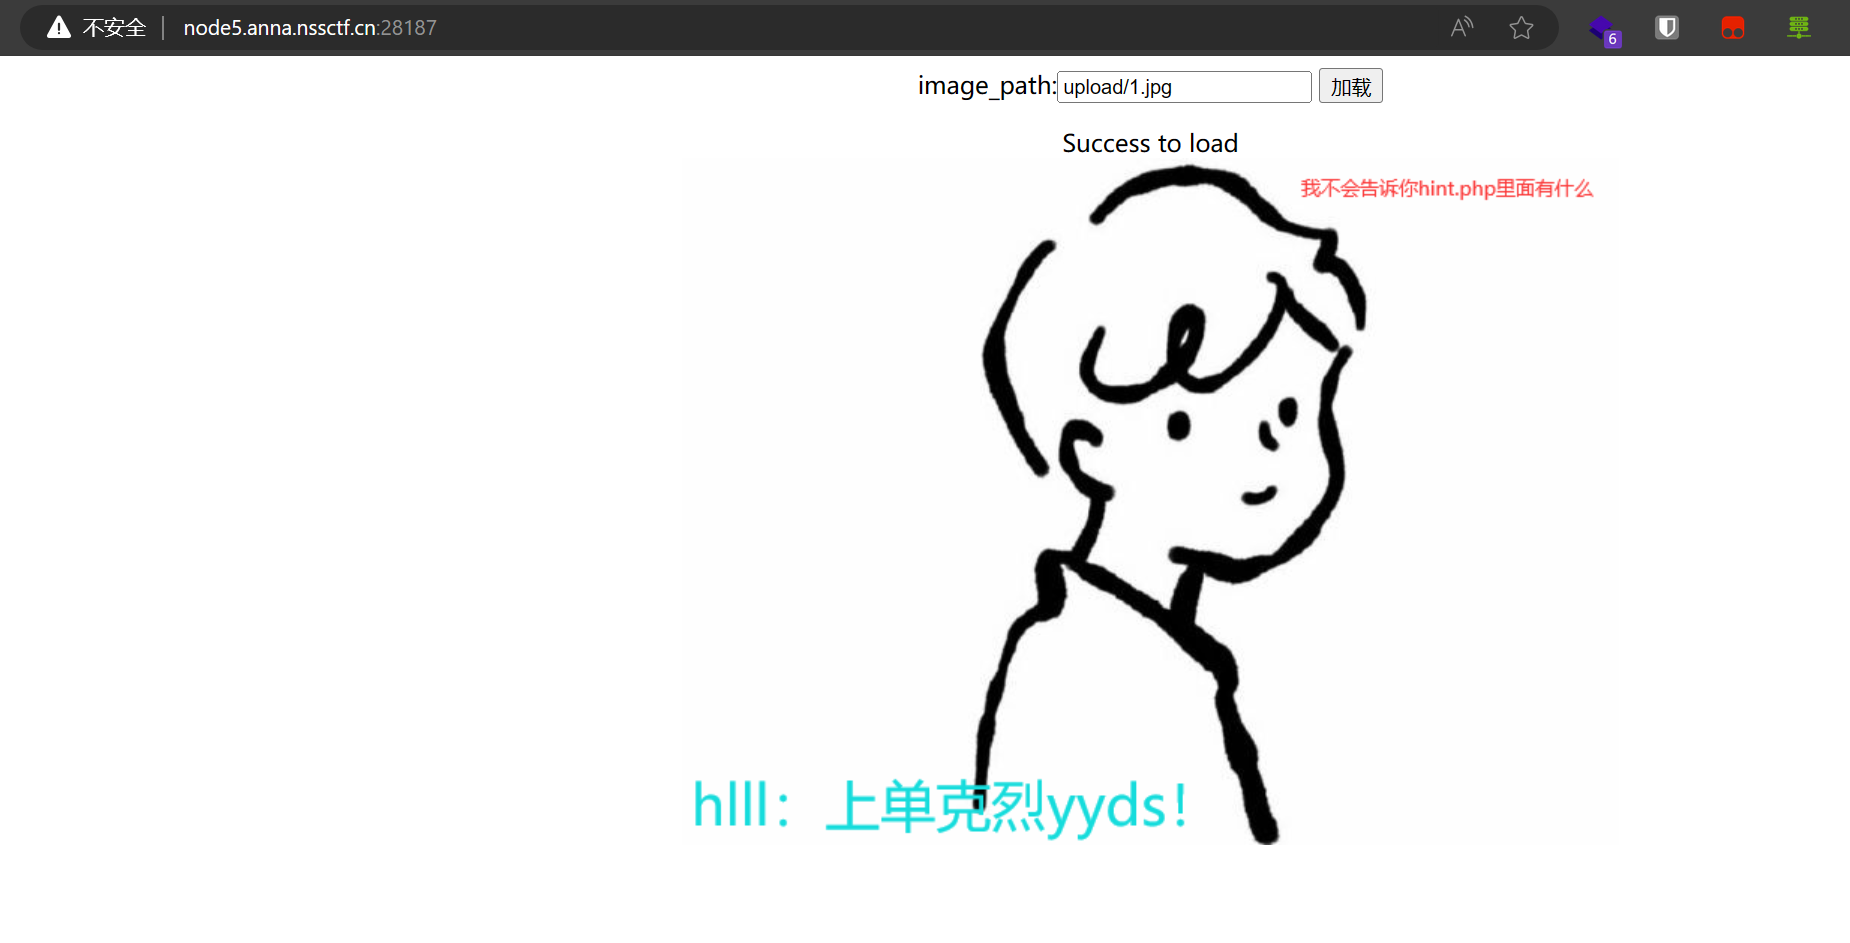 不安全 | node5.anna.nssctf.cn:28187
6
image_path: upload/1.jpg 加载
Success to load
我不会告诉你hint.php里面有什么
hlll：上单克烈yyds！